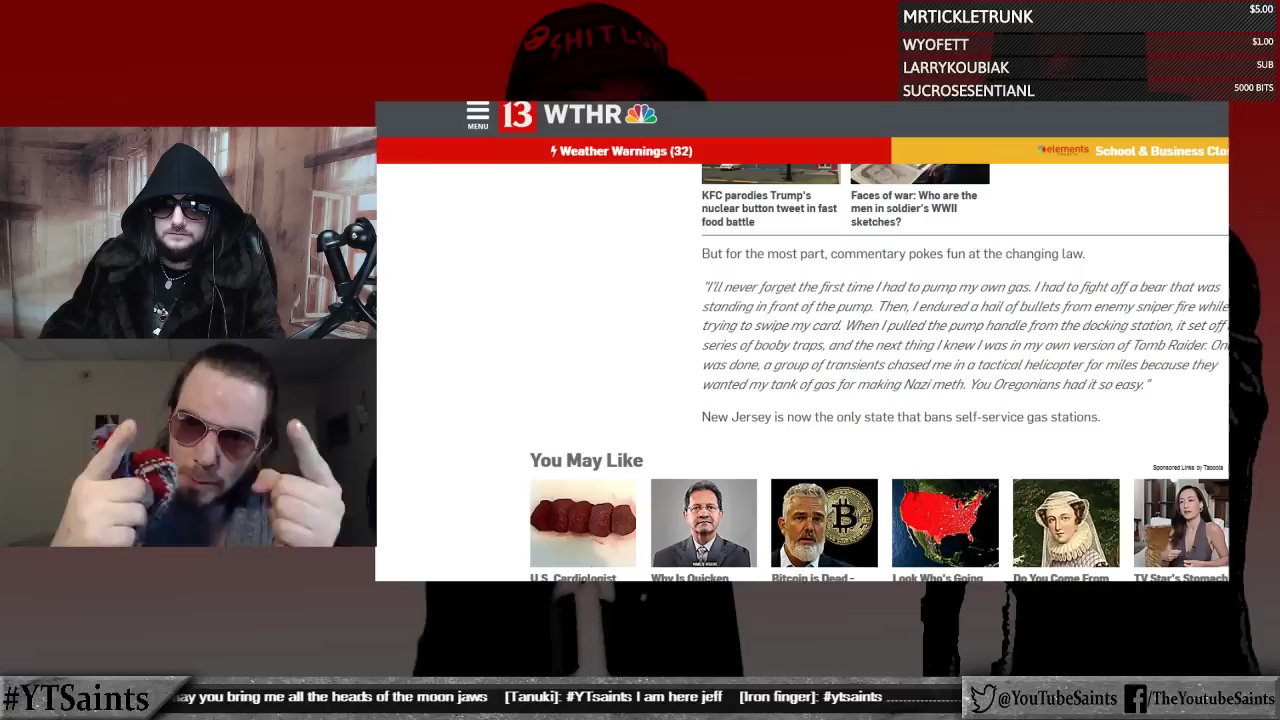 MRTICKLETRUNK $5.00
WYOFETT $1.00
LARRYKOUBIAK SUB
SUCROSESENTIANL 5000 BITS
MENU 13 WTHR
Weather Warnings (32) elements School & Business Clo
KFC parodies Trump's
nuclear button tweet in fast
food battle
Faces of war: Who are the
men in soldier's WWII
sketches?
But for the most part, commentary pokes fun at the changing law.
"I'll never forget the first time I had to pump my own gas. I had to fight off a bear that was
standing in front of the pump. Then, I endured a hail of bullets from enemy sniper fire while
trying to swipe my card. When I pulled the pump handle from the docking station, it set off
series of booby traps, and the next thing I knew I was in my own version of Tomb Raider. On
was done, a group of transients chased me in a tactical helicopter for miles because they
wanted my tank of gas for making Nazi meth. You Oregonians had it so easy."
New Jersey is now the only state that bans self-service gas stations.
You May Like
Sponsored Links by Taboola
U.S. Cardiologist Why Is Quicken Bitcoin is Dead - Look Who's Going Do You Come From TV Star's Stomach
#YTSaints ay you bring me all the heads of the moon jaws [Tanuki]: #YTsaints I am here jeff [Iron finger]: #ytsaints @YouTubeSaints /TheYoutubeSaints